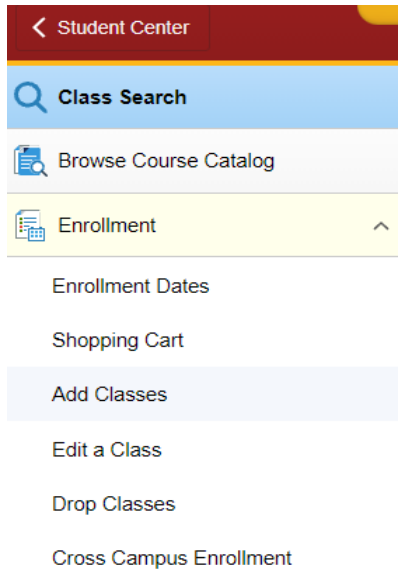 Student Center
Class Search
Browse Course Catalog
Enrollment
Enrollment Dates
Shopping Cart
Add Classes
Edit a Class
Drop Classes
Cross Campus Enrollment